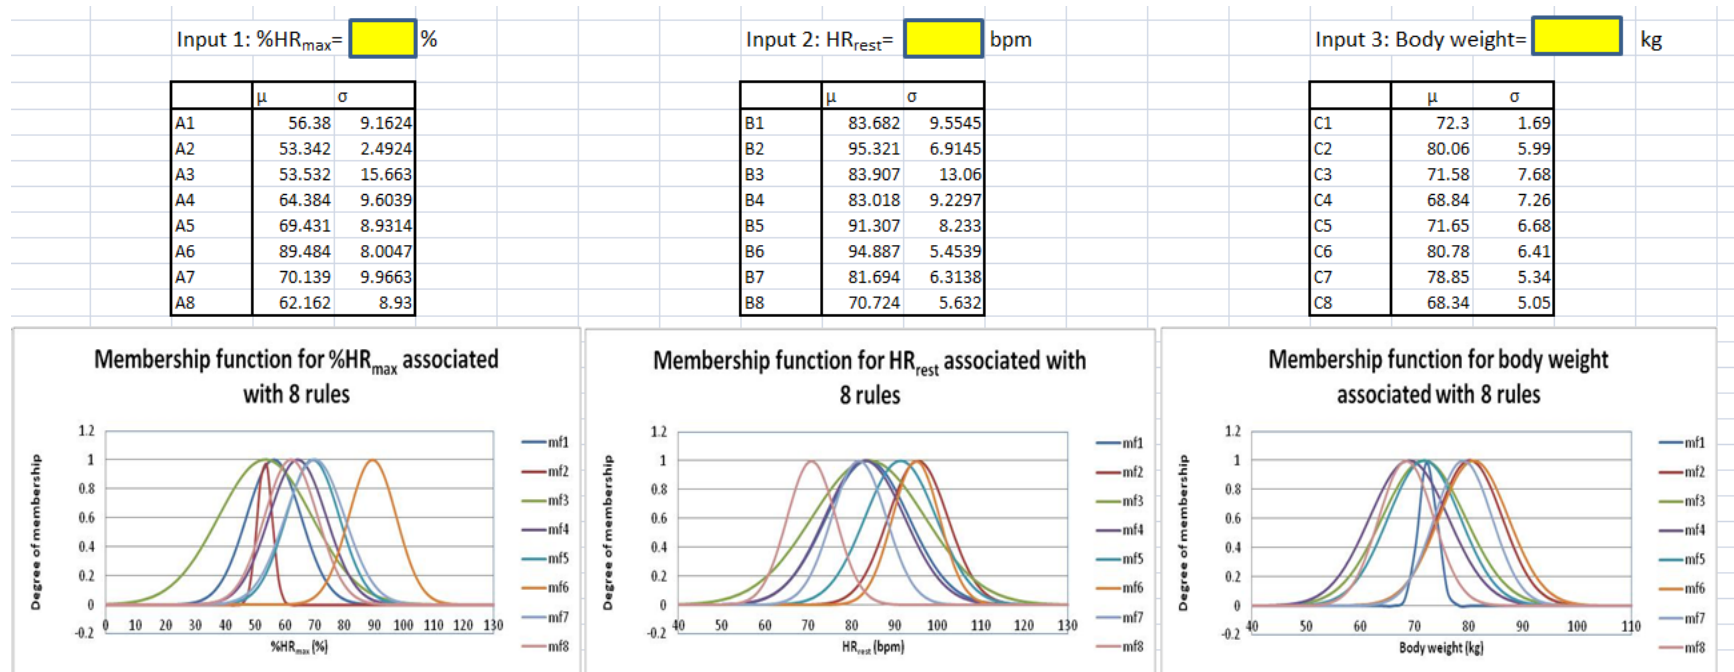 Input 1: %HRmax= %
Input 2: HRrest= bpm
Input 3: Body weight= kg
μ σ
A1 56.38 9.1624
A2 53.342 2.4924
A3 53.532 15.663
A4 64.384 9.6039
A5 69.431 8.9314
A6 89.484 8.0047
A7 70.139 9.9663
A8 62.162 8.93
μ σ
B1 83.682 9.5545
B2 95.321 6.9145
B3 83.907 13.06
B4 83.018 9.2297
B5 91.307 8.233
B6 94.887 5.4539
B7 81.694 6.3138
B8 70.724 5.632
μ σ
C1 72.3 1.69
C2 80.06 5.99
C3 71.58 7.68
C4 68.84 7.26
C5 71.65 6.68
C6 80.78 6.41
C7 78.85 5.34
C8 68.34 5.05
Membership function for %HRmax associated
with 8 rules
Degree of membership
1.2
1
0.8
0.6
0.4
0.2
0
-0.2
0 10 20 30 40 50 60 70 80 90 100 110 120 130
%HRmax (%)
mf1
mf2
mf3
mf4
mf5
mf6
mf7
mf8
Membership function for HRrest associated with
8 rules
Degree of membership
1.2
1
0.8
0.6
0.4
0.2
0
-0.2
40 50 60 70 80 90 100 110 120 130
HRrest (bpm)
mf1
mf2
mf3
mf4
mf5
mf6
mf7
mf8
Membership function for body weight
associated with 8 rules
Degree of membership
1.2
1
0.8
0.6
0.4
0.2
0
-0.2
40 50 60 70 80 90 100 110
Body weight (kg)
mf1
mf2
mf3
mf4
mf5
mf6
mf7
mf8